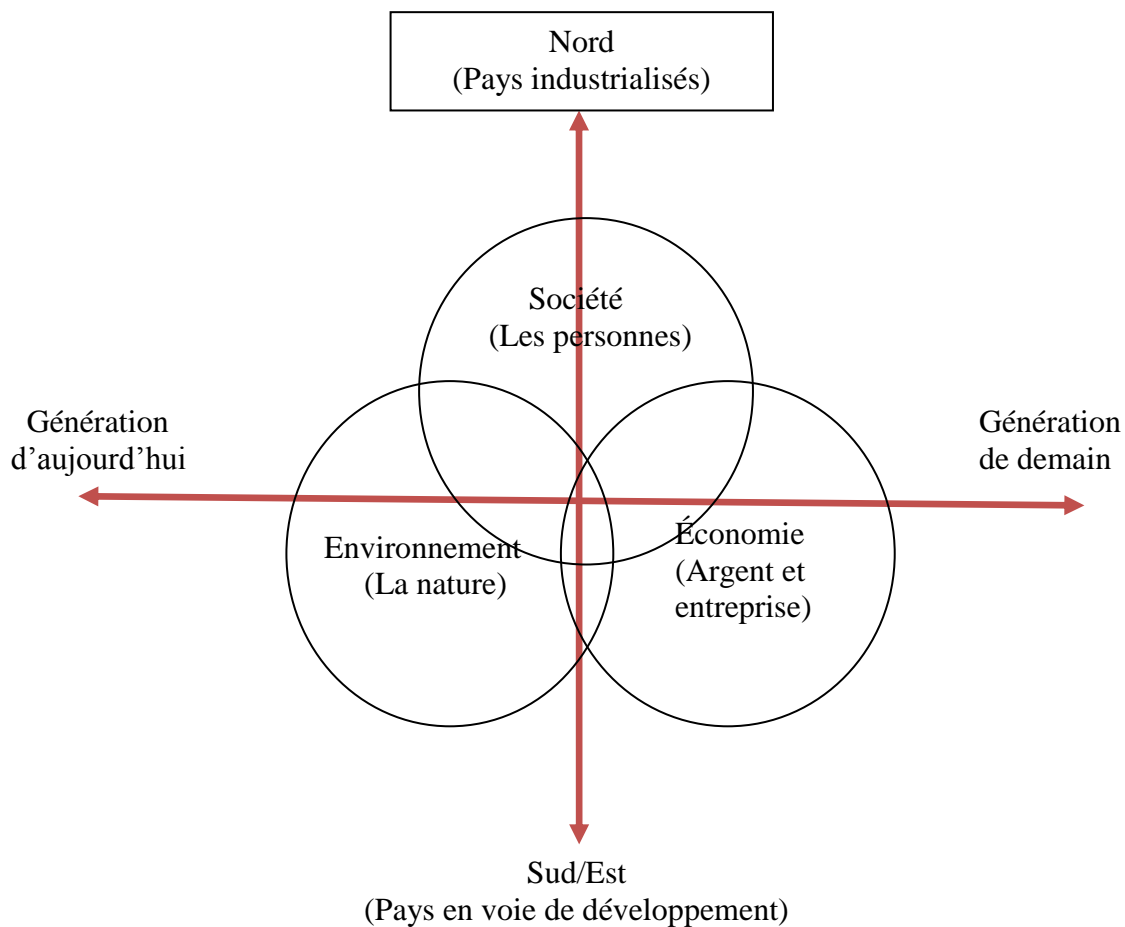 Nord
(Pays industrialisés)
Société
(Les personnes)
Génération
d’aujourd’hui
Génération
de demain
Environnement
(La nature)
Économie
(Argent et
entreprise)
Sud/Est
(Pays en voie de développement)